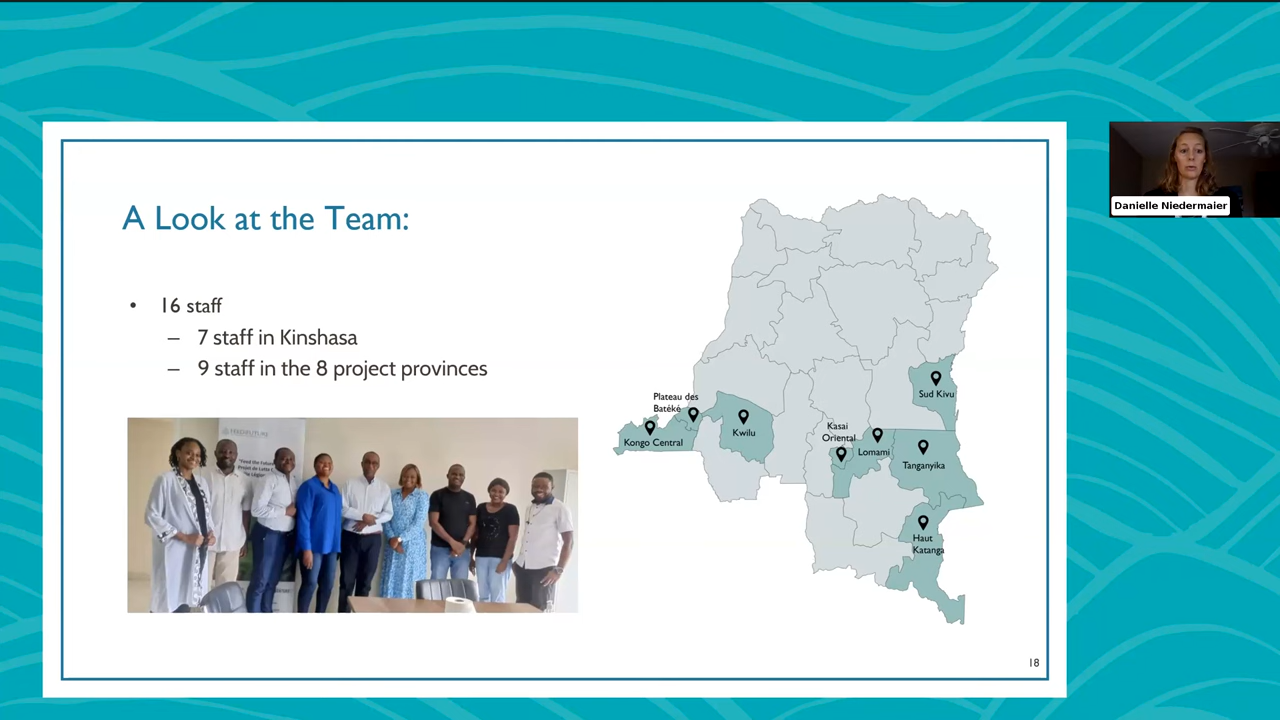 A Look at the Team:
• 16 staff
– 7 staff in Kinshasa
– 9 staff in the 8 project provinces
Plateau des
Batéké
Kongo Central
Kwilu
Kasai
Oriental
Lomami
Sud Kivu
Tanganyika
Haut
Katanga
18
Danielle Niedermaier